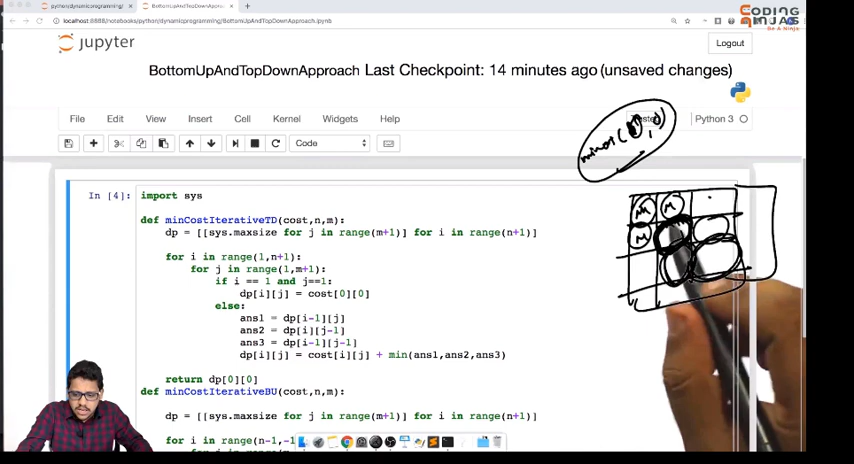 python/dynamicprogramming/
BottomUpAndTopDownApproach
localhost:8888/notebooks/python/dynamicprogramming/BottomUpAndTopDownApproach.ipynb
CODING
NINJAS
Be A Ninja.
jupyter
Logout
BottomUpAndTopDownApproach Last Checkpoint: 14 minutes ago (unsaved changes)
File Edit View Insert Cell Kernel Widgets Help
Python 3
Code
In [4]:
import sys
def minCostIterativeTD(cost,n,m):
dp = [[sys.maxsize for j in range(m+1)] for i in range(n+1)]
for i in range(1,n+1):
for j in range(1,m+1):
if i == 1 and j==1:
dp[i][j] = cost[0][0]
else:
ans1 = dp[i-1][j]
ans2 = dp[i][j-1]
ans3 = dp[i-1][j-1]
dp[i][j] = cost[i][j] + min(ans1,ans2,ans3)
return dp[0][0]
def minCostIterativeBU(cost,n,m):
dp = [[sys.maxsize for j in range(m+1)] for i in range(n+1)]
M M
M